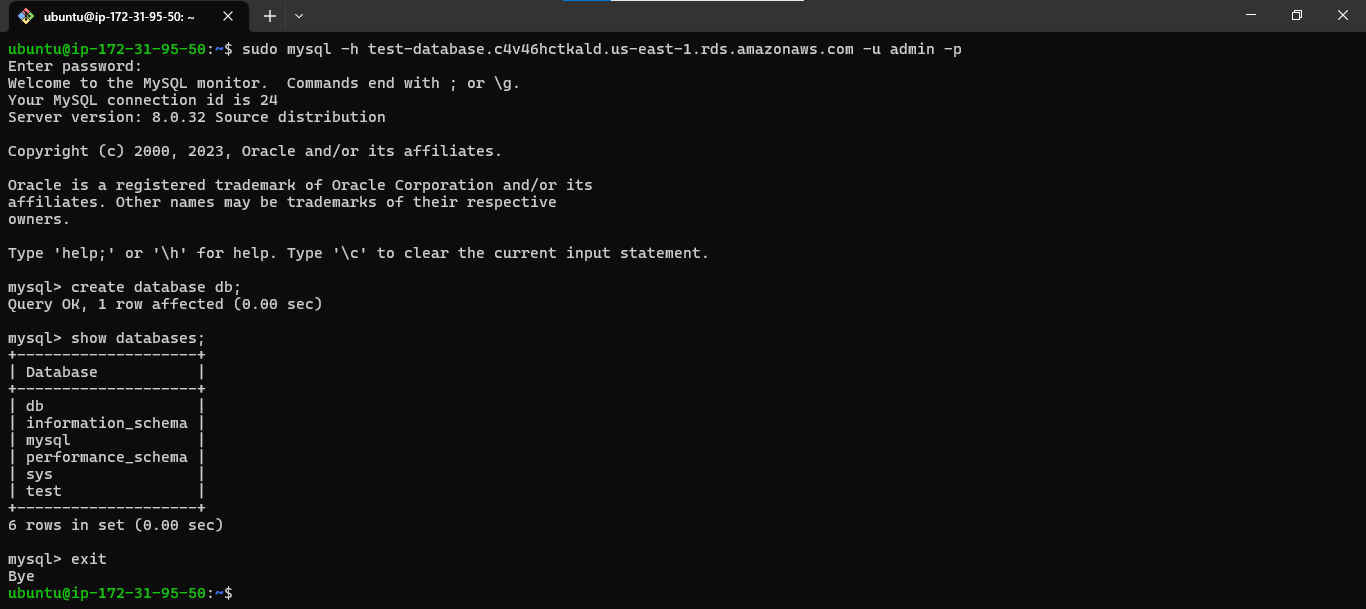 ubuntu@ip-172-31-95-50: ~
ubuntu@ip-172-31-95-50:~$ sudo mysql -h test-database.c4v46hctkald.us-east-1.rds.amazonaws.com -u admin -p
Enter password:
Welcome to the MySQL monitor.  Commands end with ; or \g.
Your MySQL connection id is 24
Server version: 8.0.32 Source distribution

Copyright (c) 2000, 2023, Oracle and/or its affiliates.

Oracle is a registered trademark of Oracle Corporation and/or its
affiliates. Other names may be trademarks of their respective
owners.

Type 'help;' or '\h' for help. Type '\c' to clear the current input statement.

mysql> create database db;
Query OK, 1 row affected (0.00 sec)

mysql> show databases;
+--------------------+
| Database           |
+--------------------+
| db                 |
| information_schema |
| mysql              |
| performance_schema |
| sys                |
| test               |
+--------------------+
6 rows in set (0.00 sec)

mysql> exit
Bye
ubuntu@ip-172-31-95-50:~$